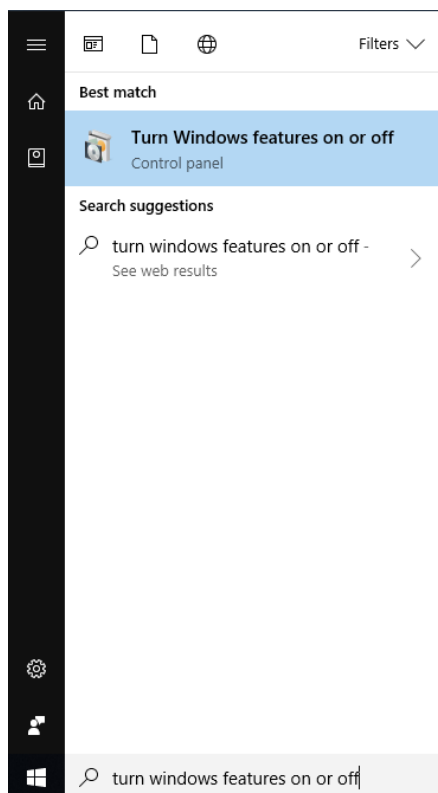 Filters
Best match
Turn Windows features on or off
Control panel
Search suggestions
turn windows features on or off -
See web results
turn windows features on or off